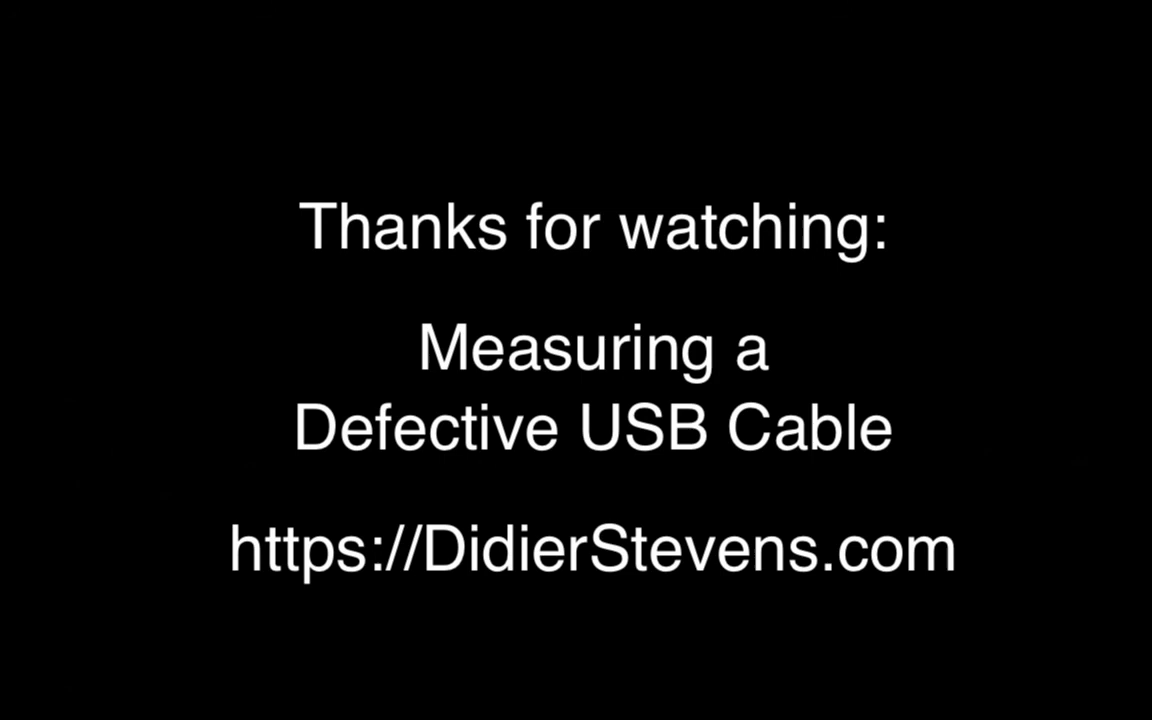 Thanks for watching:
Measuring a
Defective USB Cable
https://DidierStevens.com